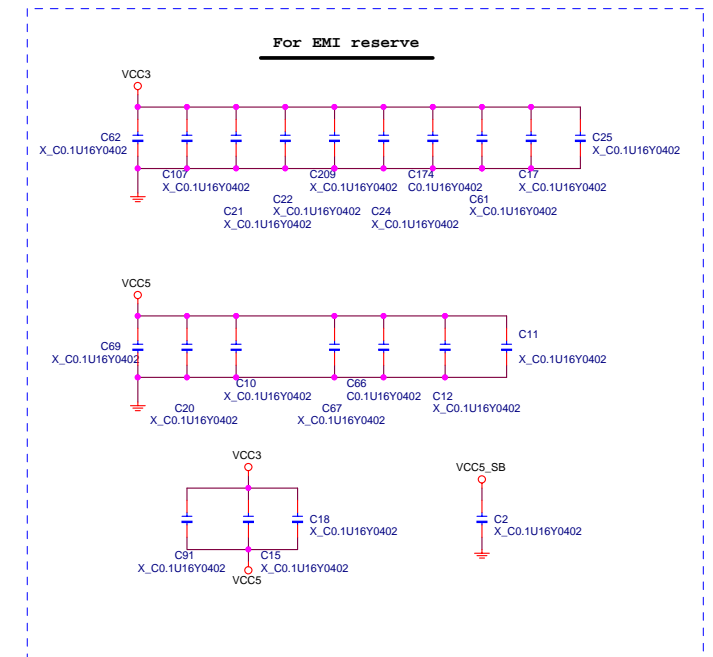 For EMI reserve
VCC3
C62
X_C0.1U16Y0402
C25
X_C0.1U16Y0402
C107
X_C0.1U16Y0402
C209
X_C0.1U16Y0402
C174
C0.1U16Y0402
C17
X_C0.1U16Y0402
C22
X_C0.1U16Y0402
C61
X_C0.1U16Y0402
C21
X_C0.1U16Y0402
C24
X_C0.1U16Y0402
VCC5
C69
X_C0.1U16Y0402
C11
X_C0.1U16Y0402
C10
X_C0.1U16Y0402
C66
C0.1U16Y0402
C12
X_C0.1U16Y0402
C20
X_C0.1U16Y0402
C67
X_C0.1U16Y0402
VCC3
C18
X_C0.1U16Y0402
C91
X_C0.1U16Y0402
C15
X_C0.1U16Y0402
VCC5
VCC5_SB
C2
X_C0.1U16Y0402